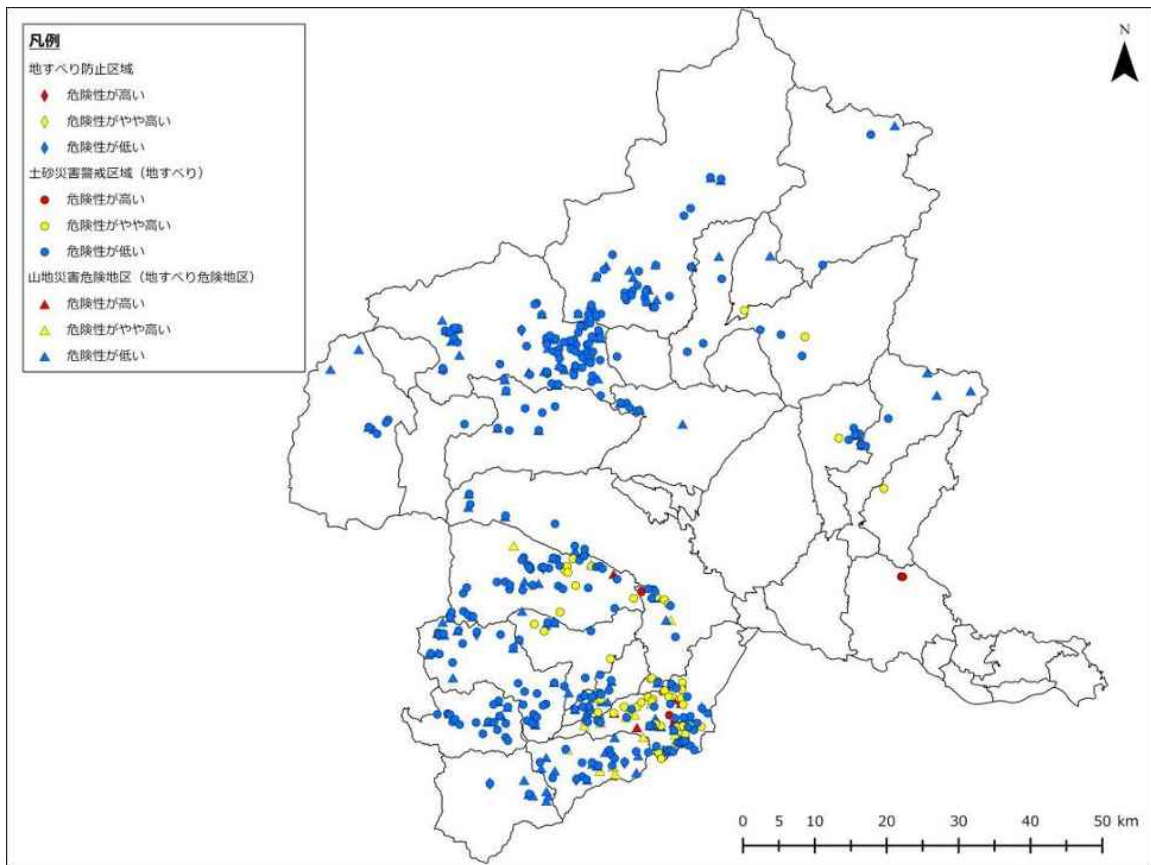 凡例
地すべり防止区域
危険性が高い
危険性がやや高い
危険性が低い
土砂災害警戒区域（地すべり）
危険性が高い
危険性がやや高い
危険性が低い
山地災害危険地区（地すべり危険地区）
危険性が高い
危険性がやや高い
危険性が低い
N
0 10 20 30 40 50 km